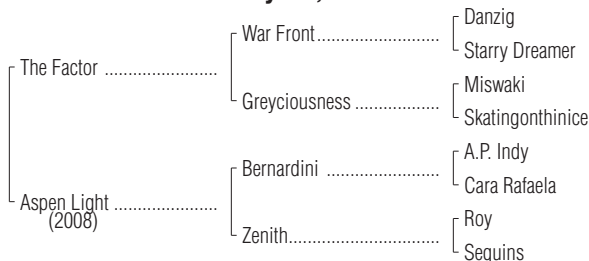 Danzig
War Front....................
Starry Dreamer
The Factor ......................
Miswaki
Greyciousness ...............
Skatingonthinice
A.P. Indy
Bernardini ....................
Cara Rafaela
Aspen Light ....................
(2008)
Roy
Zenith...........................
Sequins